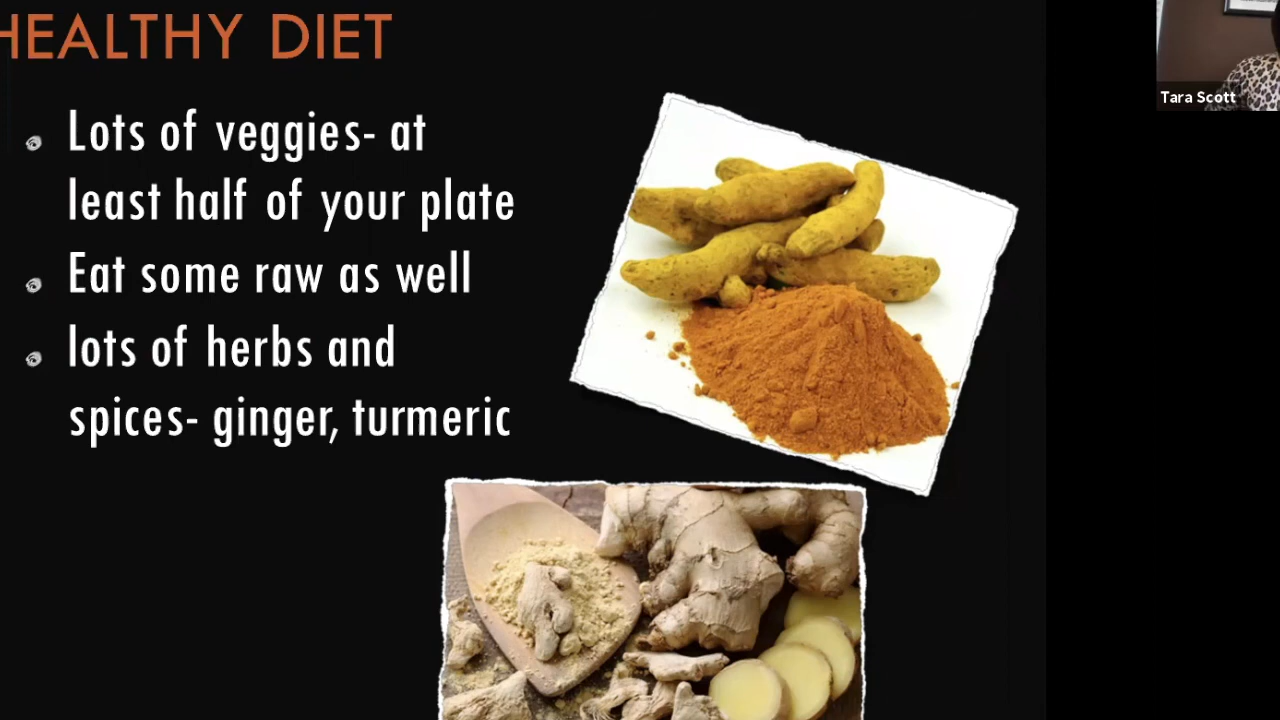 HEALTHY DIET
Lots of veggies- at
least half of your plate
Eat some raw as well
lots of herbs and
spices- ginger, turmeric
Tara Scott